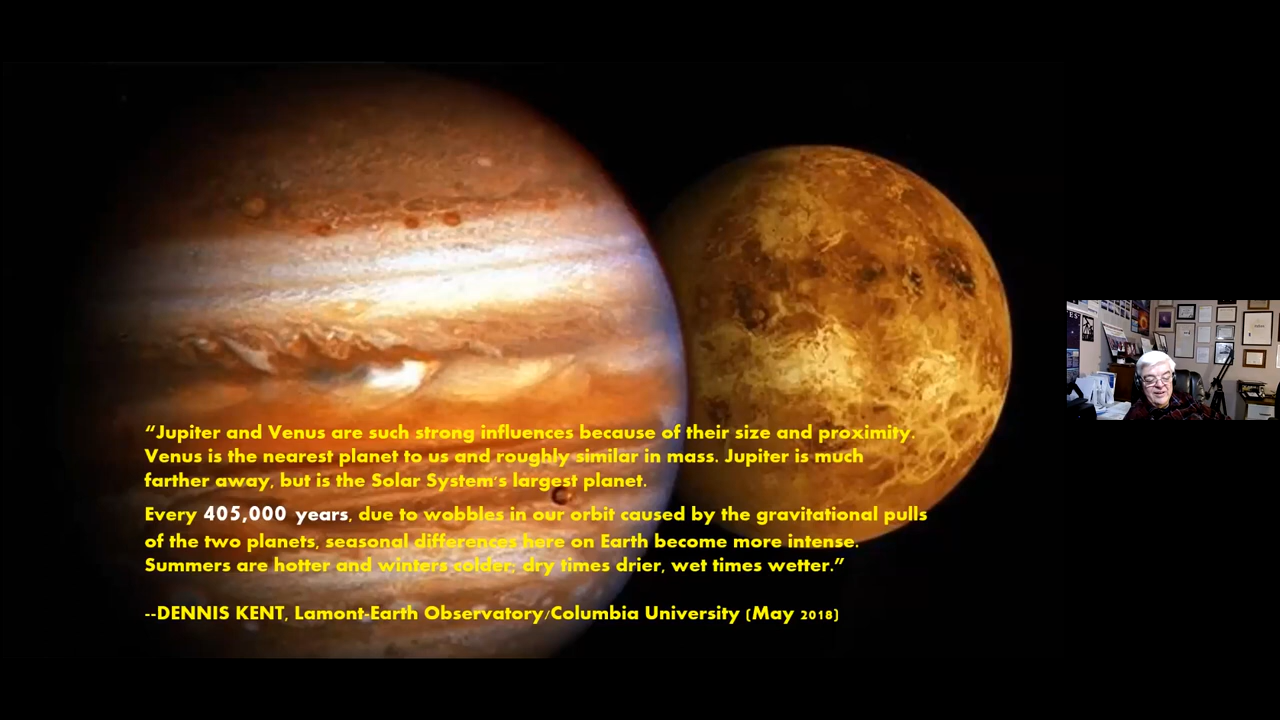 “Jupiter and Venus are such strong influences because of their size and proximity.
Venus is the nearest planet to us and roughly similar in mass. Jupiter is much
farther away, but is the Solar System's largest planet.
Every 405,000 years, due to wobbles in our orbit caused by the gravitational pulls
of the two planets, seasonal differences here on Earth become more intense.
Summers are hotter and winters colder; dry times drier, wet times wetter.”
--DENNIS KENT, Lamont-Earth Observatory/Columbia University (May 2018)